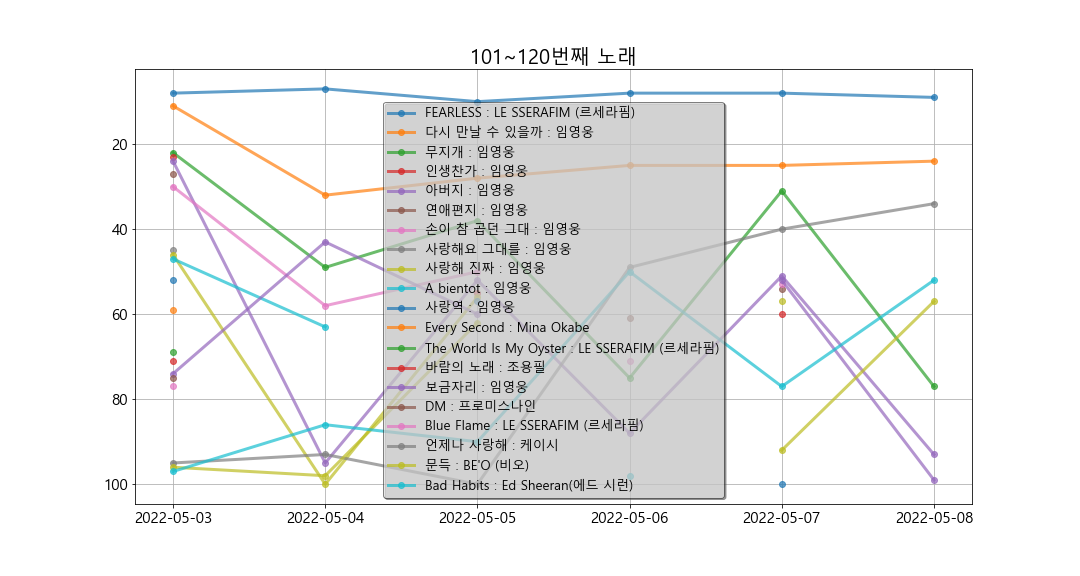 101~120번째 노래
FEARLESS : LE SSERAFIM (르세라핌)
다시 만날 수 있을까 : 임영웅
무지개 : 임영웅
인생찬가 : 임영웅
아버지 : 임영웅
연애편지 : 임영웅
손이 참 곱던 그대 : 임영웅
사랑해요 그대를 : 임영웅
사랑해 진짜 : 임영웅
A bientot : 임영웅
사랑역 : 임영웅
Every Second : Mina Okabe
The World Is My Oyster : LE SSERAFIM (르세라핌)
바람의 노래 : 조용필
보금자리 : 임영웅
DM : 프로미스나인
Blue Flame : LE SSERAFIM (르세라핌)
언제나 사랑해 : 케이시
문득 : BE'O (비오)
Bad Habits : Ed Sheeran(에드 시런)
20
40
60
80
100
2022-05-03 2022-05-04 2022-05-05 2022-05-06 2022-05-07 2022-05-08